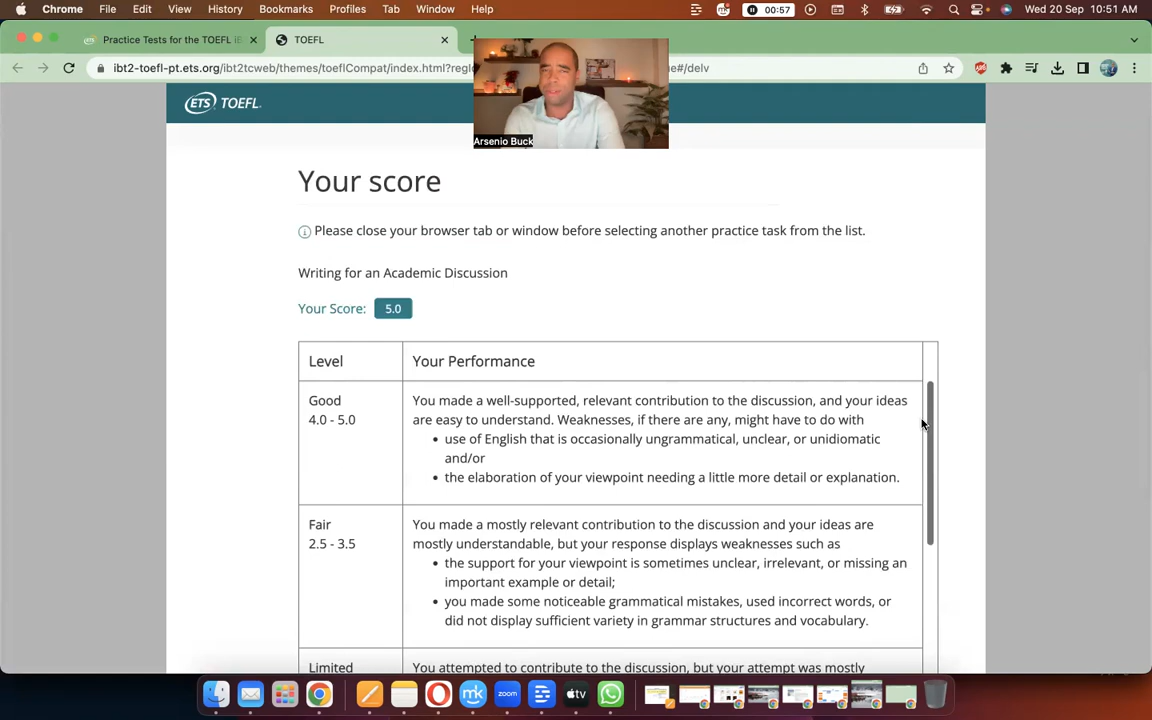 Chrome File Edit View History Bookmarks Profiles Tab Window Help 00:57 Wed 20 Sep 10:51 AM
Practice Tests for the TOEFL iB TOEFL
ibt2-toefl-pt.ets.org/ibt2tcweb/themes/toeflCompat/index.html?regI e#/delv
ETS TOEFL.
Arsenio Buck
Your score
Please close your browser tab or window before selecting another practice task from the list.
Writing for an Academic Discussion
Your Score: 5.0
Level Your Performance
Good You made a well-supported, relevant contribution to the discussion, and your ideas
4.0 - 5.0 are easy to understand. Weaknesses, if there are any, might have to do with
• use of English that is occasionally ungrammatical, unclear, or unidiomatic
and/or
• the elaboration of your viewpoint needing a little more detail or explanation.
Fair You made a mostly relevant contribution to the discussion and your ideas are
2.5 - 3.5 mostly understandable, but your response displays weaknesses such as
• the support for your viewpoint is sometimes unclear, irrelevant, or missing an
important example or detail;
• you made some noticeable grammatical mistakes, used incorrect words, or
did not display sufficient variety in grammar structures and vocabulary.
Limited You attempted to contribute to the discussion, but your attempt was mostly
mk zoom tv